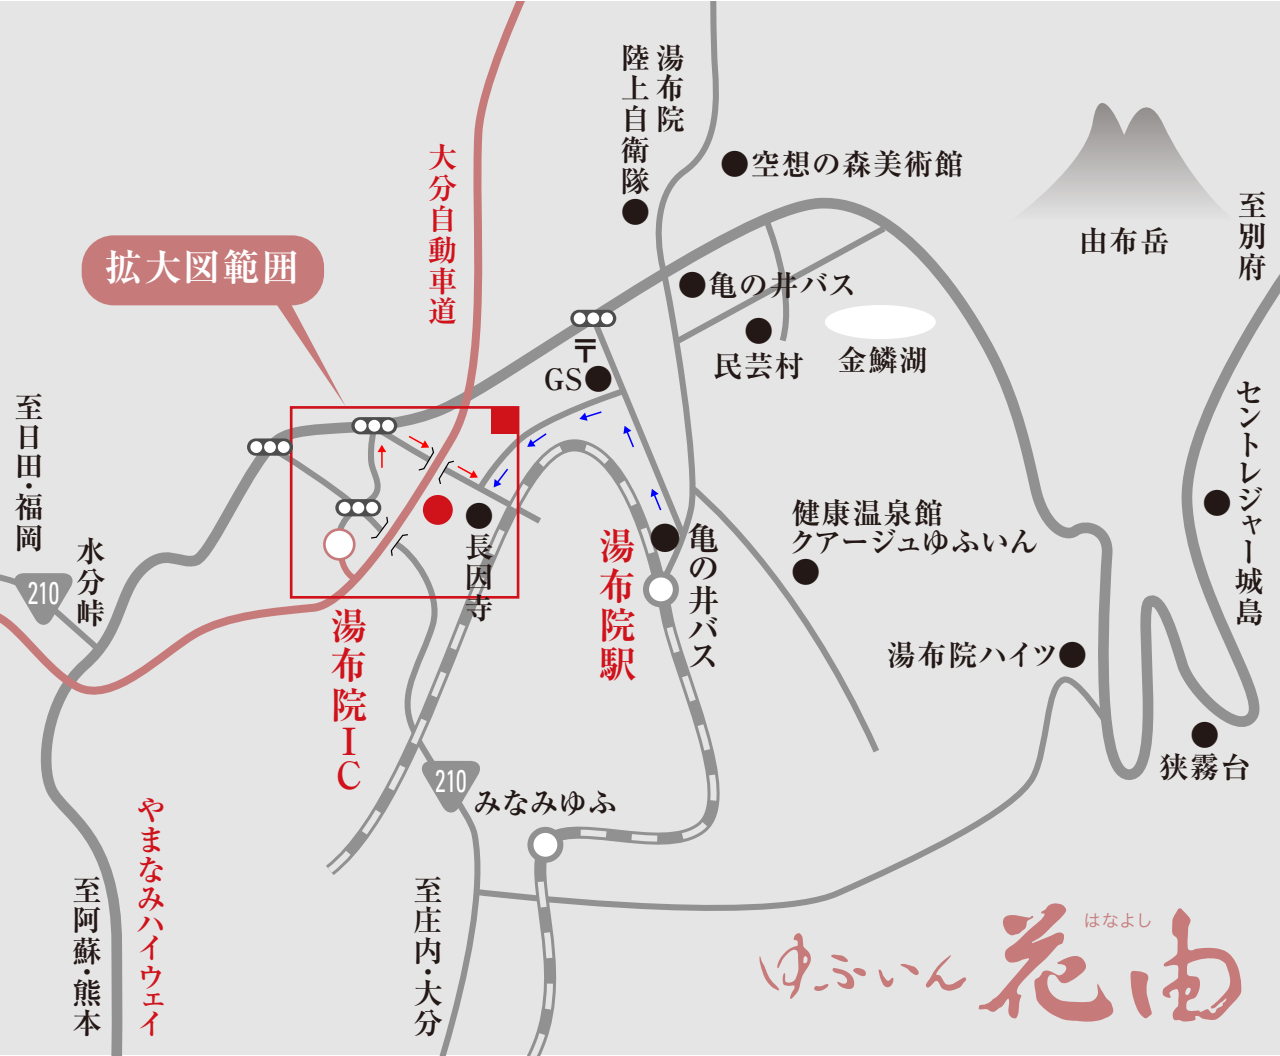 湯布院
陸上自衛隊
空想の森美術館
大分自動車道
由布岳
至別府
拡大図範囲
亀の井バス
〒
GS
民芸村
金鱗湖
セントレジャー城島
至日田・福岡
水分峠
210
長因寺
湯布院駅
亀の井バス
健康温泉館
クアージュゆふいん
湯布院IC
湯布院ハイツ
狭霧台
210
みなみゆふ
やまなみハイウェイ
至阿蘇・熊本
至庄内・大分
はなよし
ゆふいん 花由